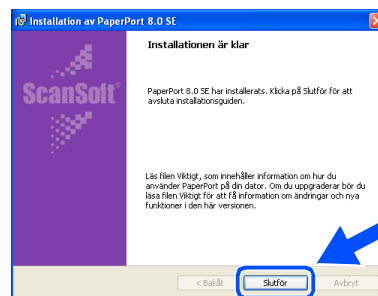 Installation av PaperPort 8.0 SE
Installationen är klar
ScanSoft®
PaperPort 8.0 SE har installerats. Klicka på Slutför för att
avsluta installationsguiden.
Läs filen Viktigt, som innehåller information om hur du
använder PaperPort på din dator. Om du uppgraderar bör du
läsa filen Viktigt för att få information om ändringar och nya
funktioner i den här versionen.
< Bakåt
Slutför
Avbryt